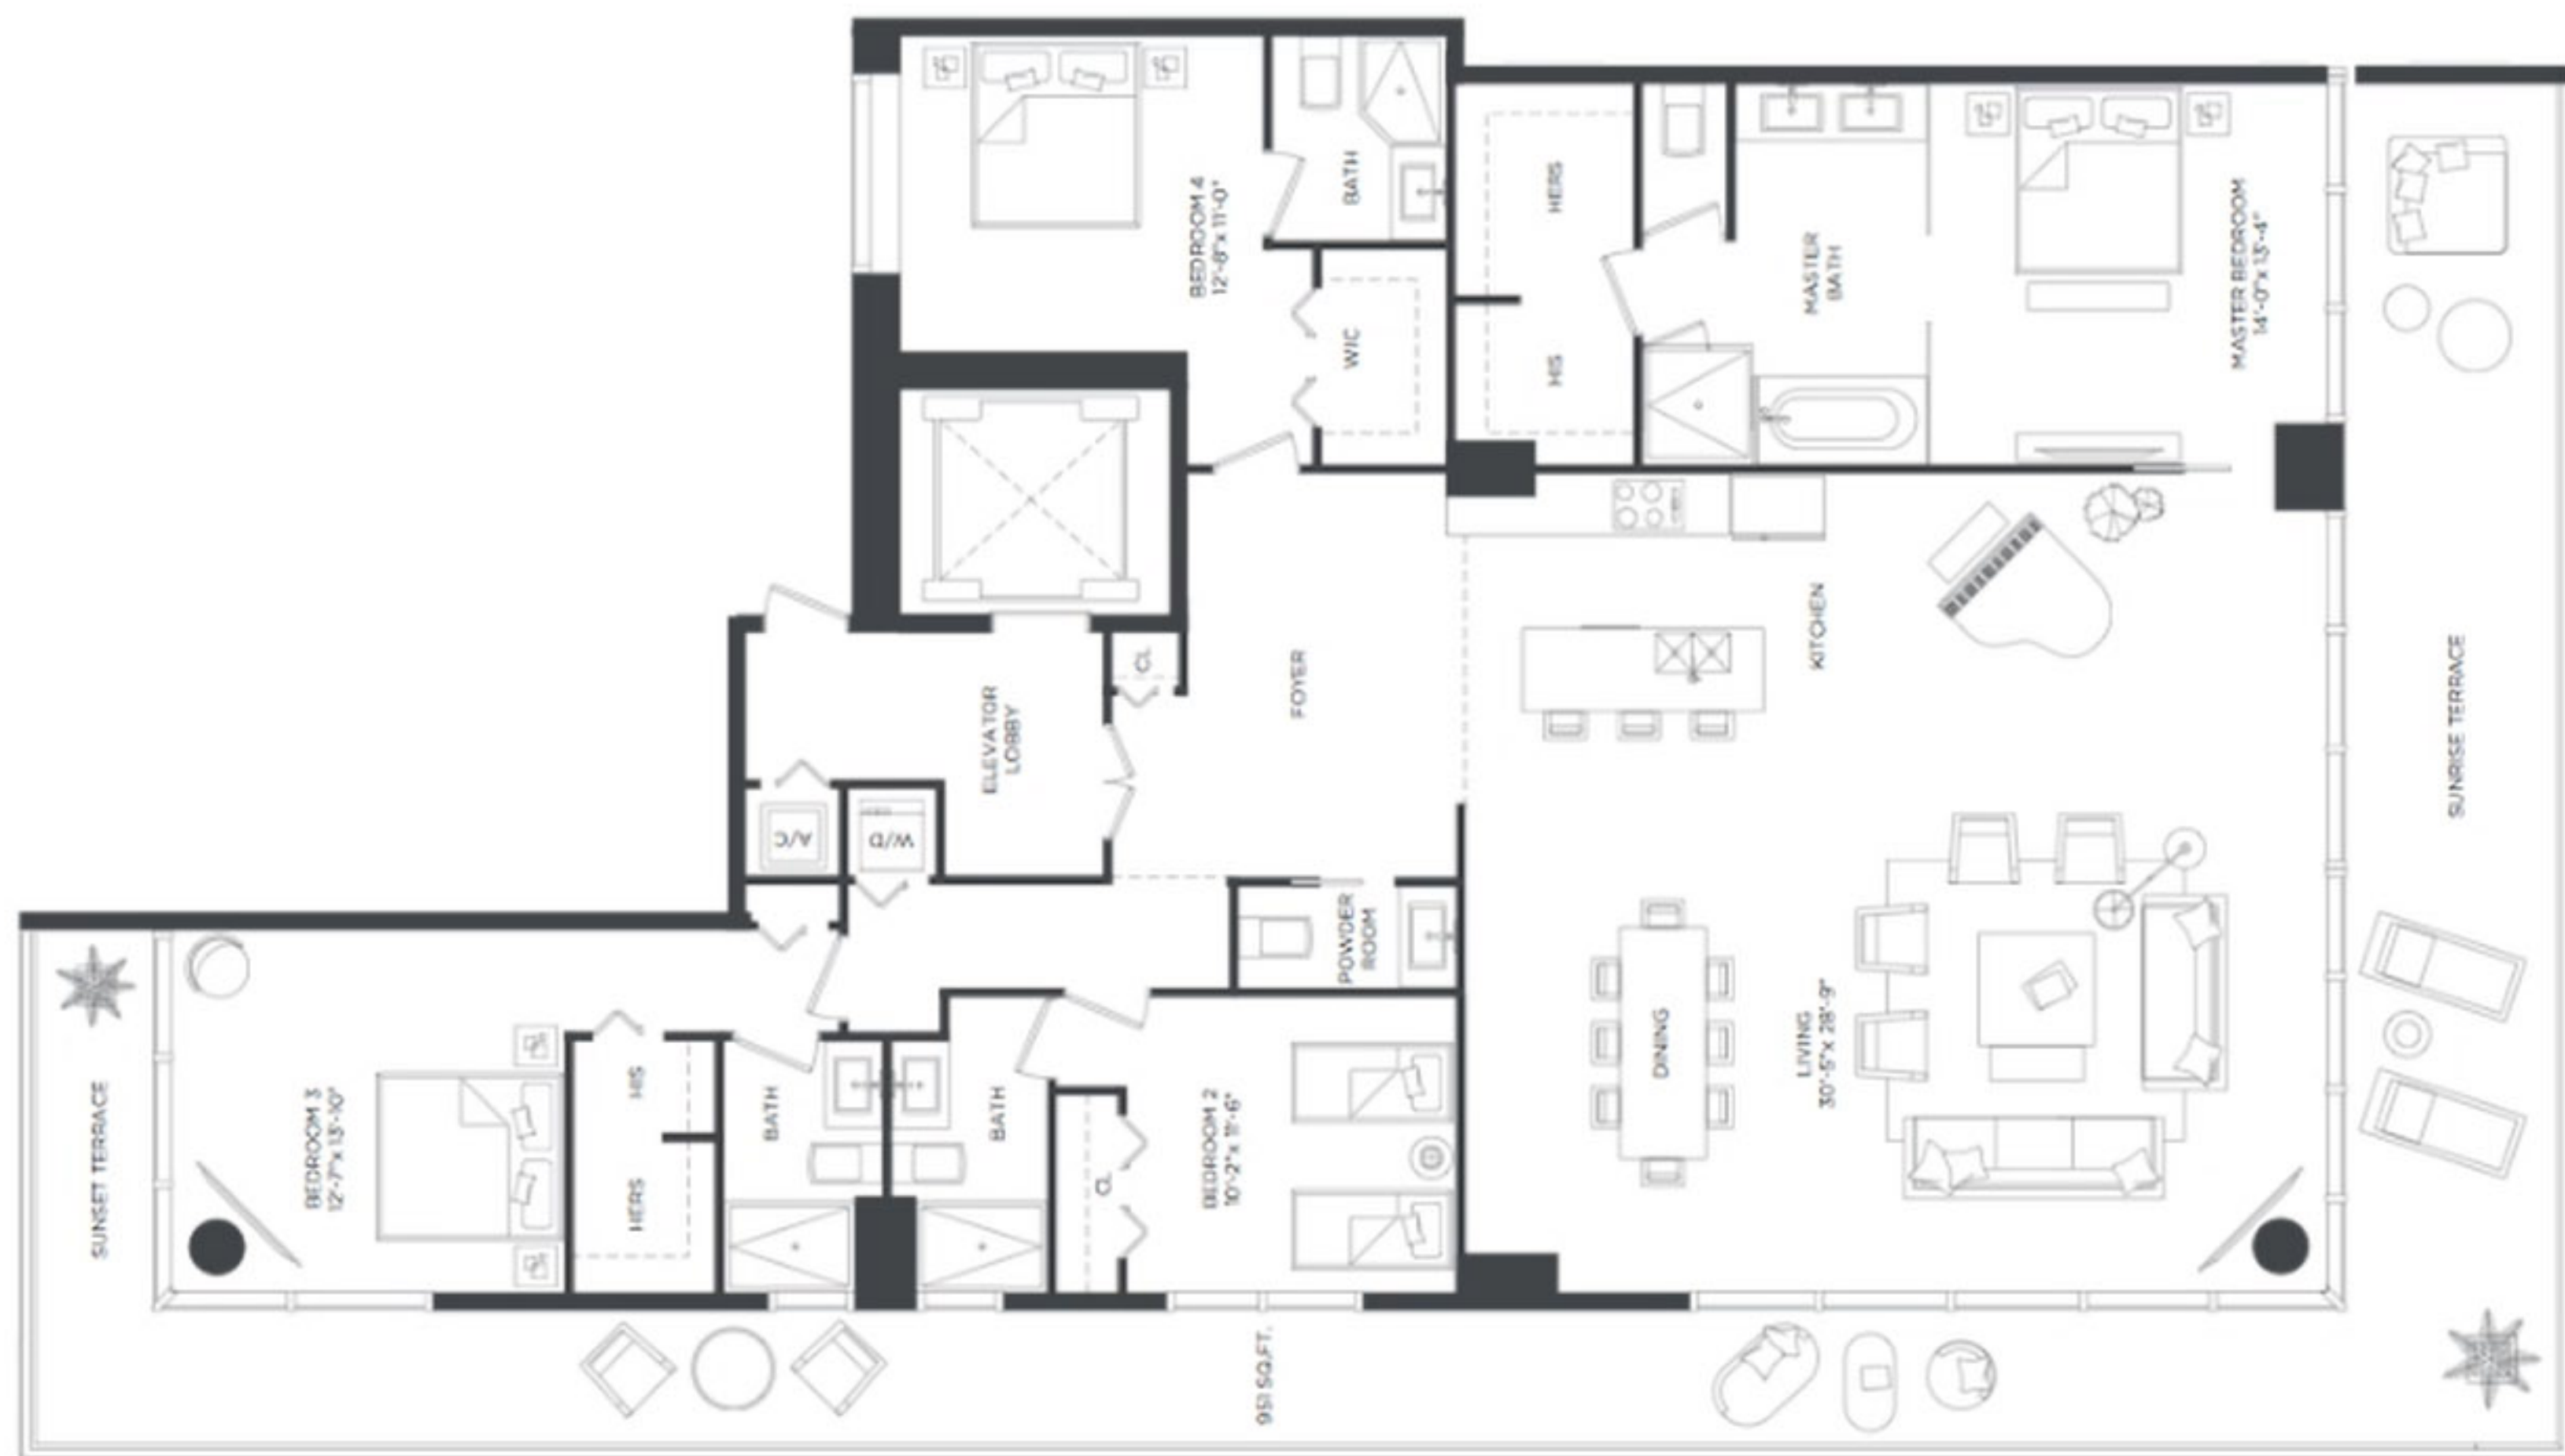 BEDROOM 4
12'-8"x 11'-0"
BATH
WIC
HERS
HIS
MASTER
BATH
MASTER BEDROOM
14'-0"x 13'-4"
ELEVATOR
LOBBY
CL
FOYER
KITCHEN
SUNRISE TERRACE
A/C
W/D
POWDER
ROOM
DINING
LIVING
30'-5"x 28'-9"
SUNSET TERRACE
BEDROOM 3
12'-7"x 13'-10"
HIS
HERS
BATH
BATH
CL
BEDROOM 2
10'-2"x 11'-6"
951 SQ.FT.